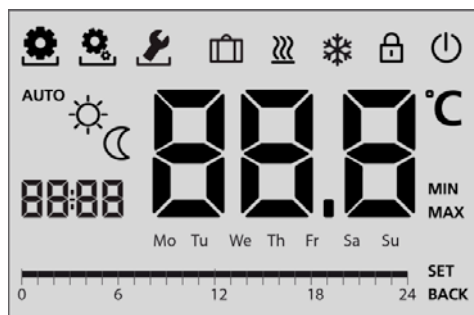 AUTO
88.8
°C
88:88
MIN
MAX
Mo Tu We Th Fr Sa Su
SET
0 6 12 18 24
BACK